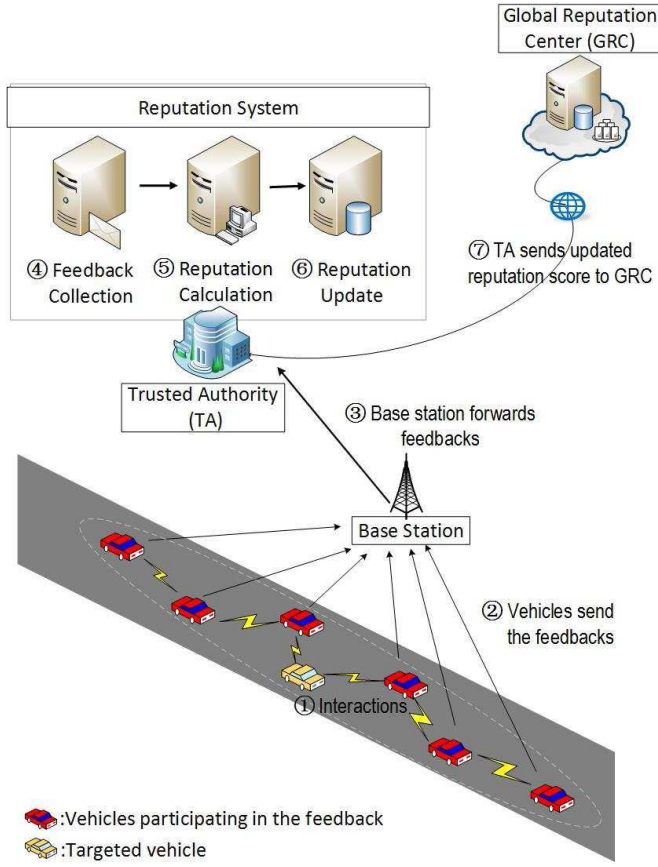 Global Reputation
Center (GRC)
Reputation System
④ Feedback
Collection
⑤ Reputation
Calculation
⑥ Reputation
Update
⑦ TA sends updated
reputation score to GRC
Trusted Authority
(TA)
③ Base station forwards
feedbacks
Base Station
② Vehicles send
the feedbacks
① Interactions
:Vehicles participating in the feedback
:Targeted vehicle